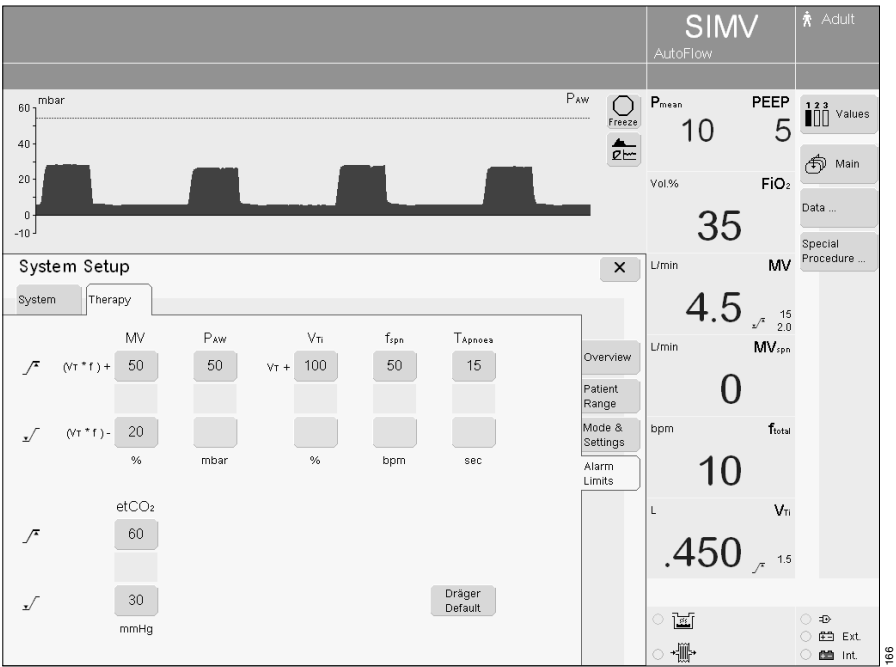 SIMV
AutoFlow
Adult
mbar
PAW
60
40
20
0
-10
Freeze
Pmean PEEP
10 5
1 2 3
Values
Main
Vol.% FiO2
35
Data ...
Special
Procedure ...
System Setup
System Therapy
MV PAW VTi fspn TApnoea
(VT * f ) + 50 50 VT + 100 50 15
(VT * f ) - 20
% mbar % bpm sec
etCO2
60
30
mmHg
Dräger
Default
Overview
Patient
Range
Mode &
Settings
Alarm
Limits
L/min MV
4.5 15
2.0
L/min MVspn
0
bpm ftotal
10
L VTi
.450 1.5
Ext.
Int.
168